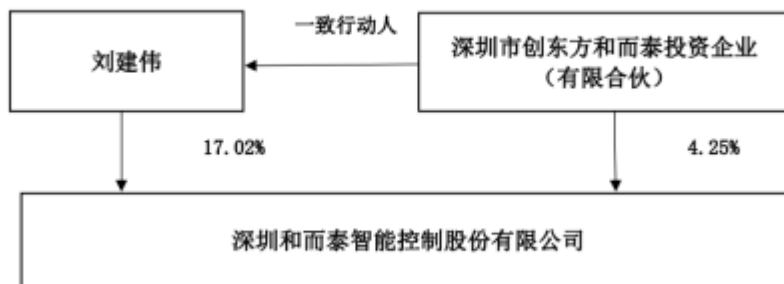 一致行动人
刘建伟
深圳市创东方和而泰投资企业
（有限合伙）
17.02%
4.25%
深圳和而泰智能控制股份有限公司